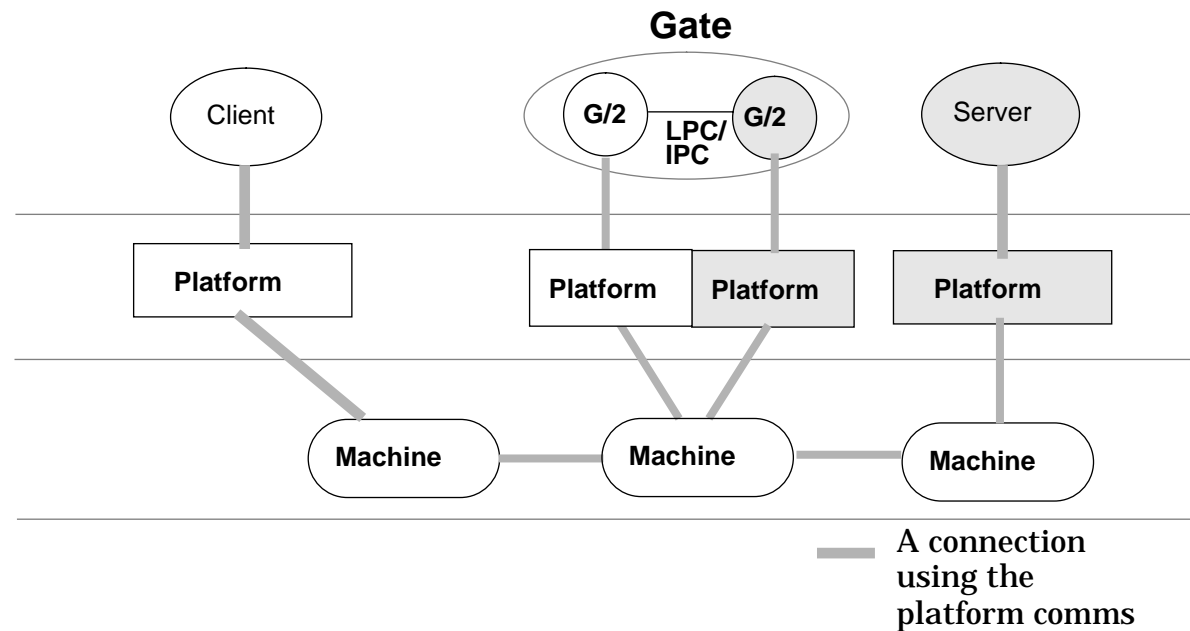 Gate
Client
G/2
G/2
Server
LPC/
IPC
Platform
Platform
Platform
Platform
Machine
Machine
Machine
A connection
using the
platform comms